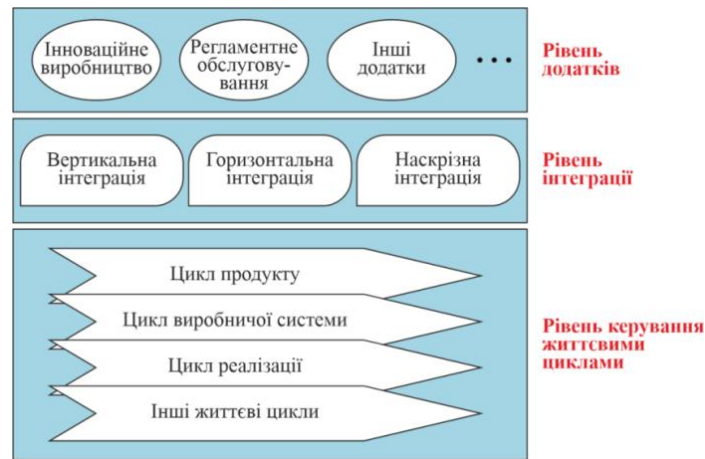 Інноваційне
виробництво
Регламентне
обслугову-
вання
Інші
додатки
...
Рівень
додатків
Вертикальна
інтеграція
Горизонтальна
інтеграція
Наскрізна
інтеграція
Рівень
інтеграції
Цикл продукту
Цикл виробничої системи
Цикл реалізації
Інші життєві цикли
Рівень керування
життєвими
циклами